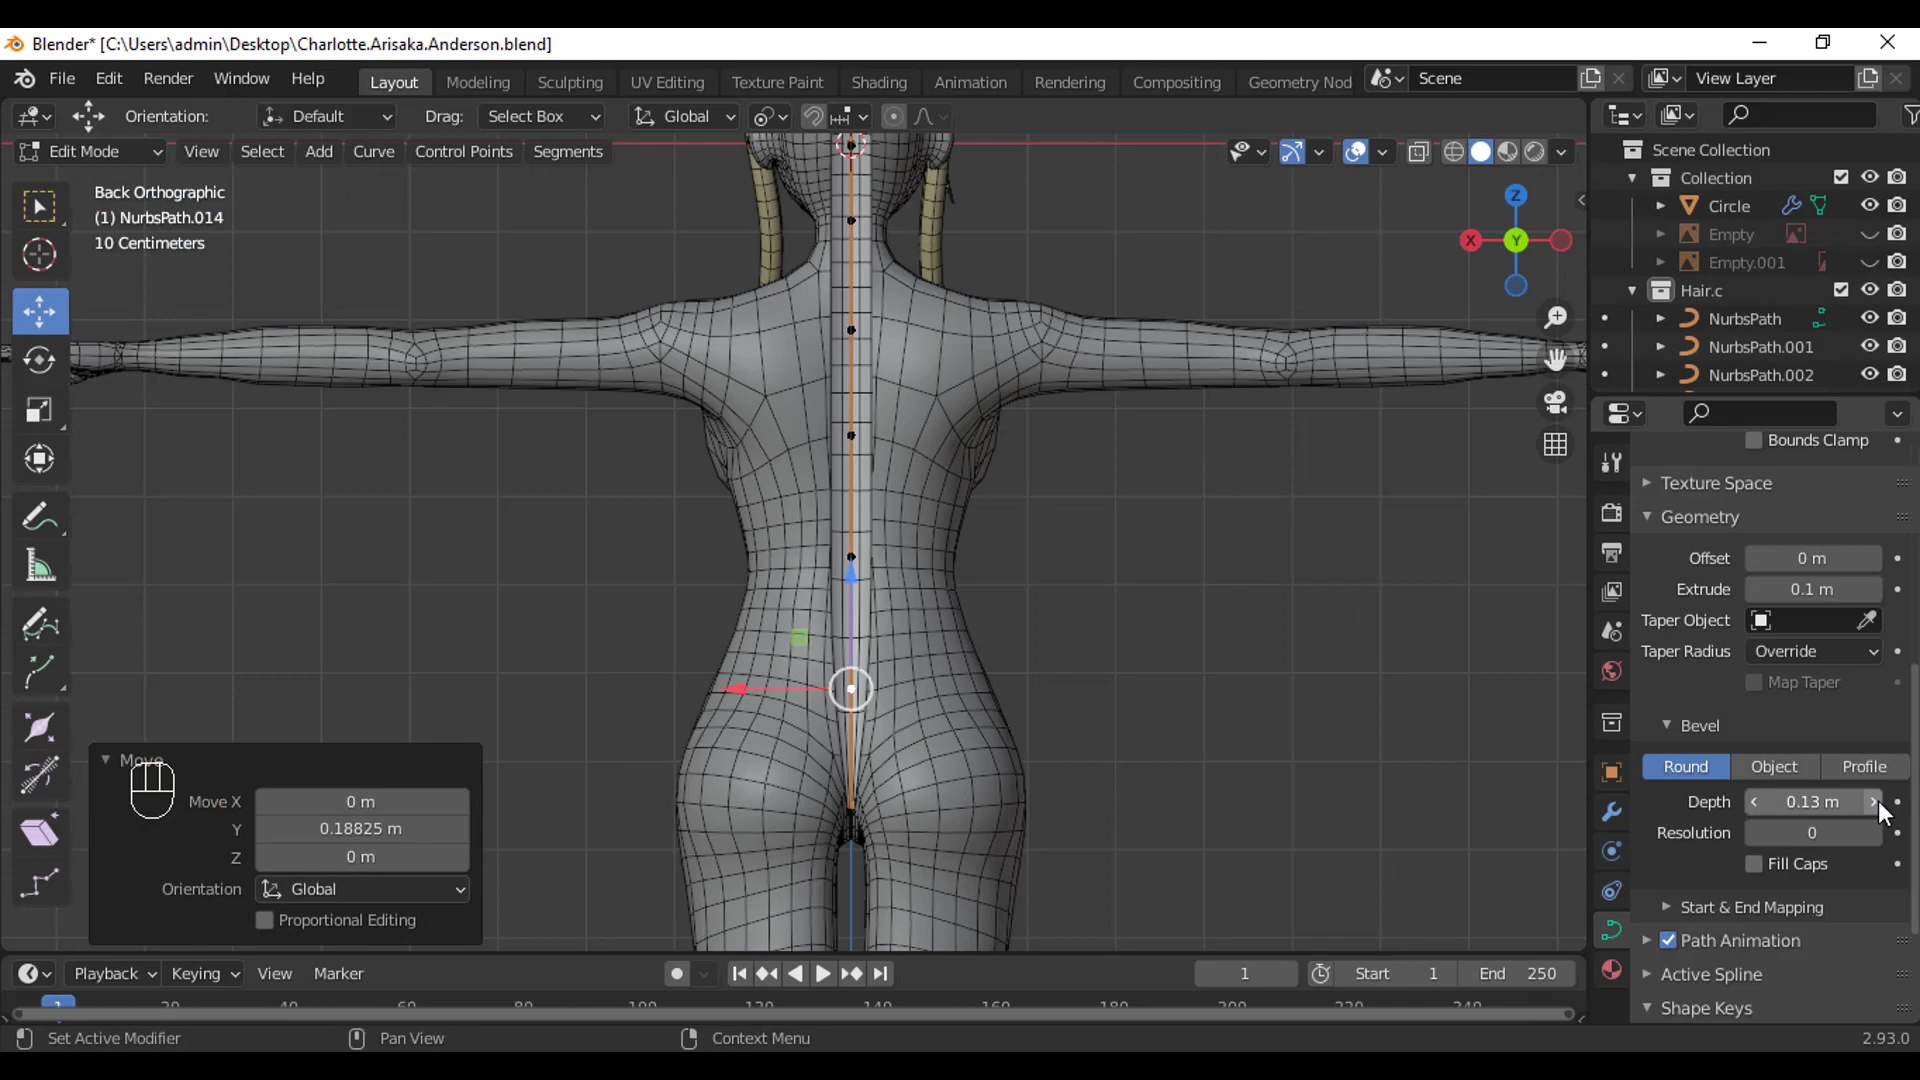 Blender* [C:\Users\admin\Desktop\Charlotte.Arisaka.Anderson.blend]
File Edit Render Window Help Layout Modeling Sculpting UV Editing Texture Paint Shading Animation Rendering Compositing Geometry Nod Scene View Layer
Orientation: Default Drag: Select Box Global
Edit Mode View Select Add Curve Control Points Segments
Back Orthographic
(1) NurbsPath.014
10 Centimeters
Z
X
Y
Scene Collection
Collection
Circle
Empty
Empty.001
Hair.c
NurbsPath
NurbsPath.001
NurbsPath.002
Bounds Clamp
Texture Space
Geometry
Offset 0 m
Extrude 0.1 m
Taper Object
Taper Radius Override
Map Taper
Bevel
Round Object Profile
Depth 0.13 m
Resolution 0
Fill Caps
Start & End Mapping
Path Animation
Active Spline
Shape Keys
Move X 0 m
Y 0.18825 m
Z 0 m
Orientation Global
Proportional Editing
Playback Keying View Marker 1 Start 1 End 250
Set Active Modifier Pan View Context Menu 2.93.0